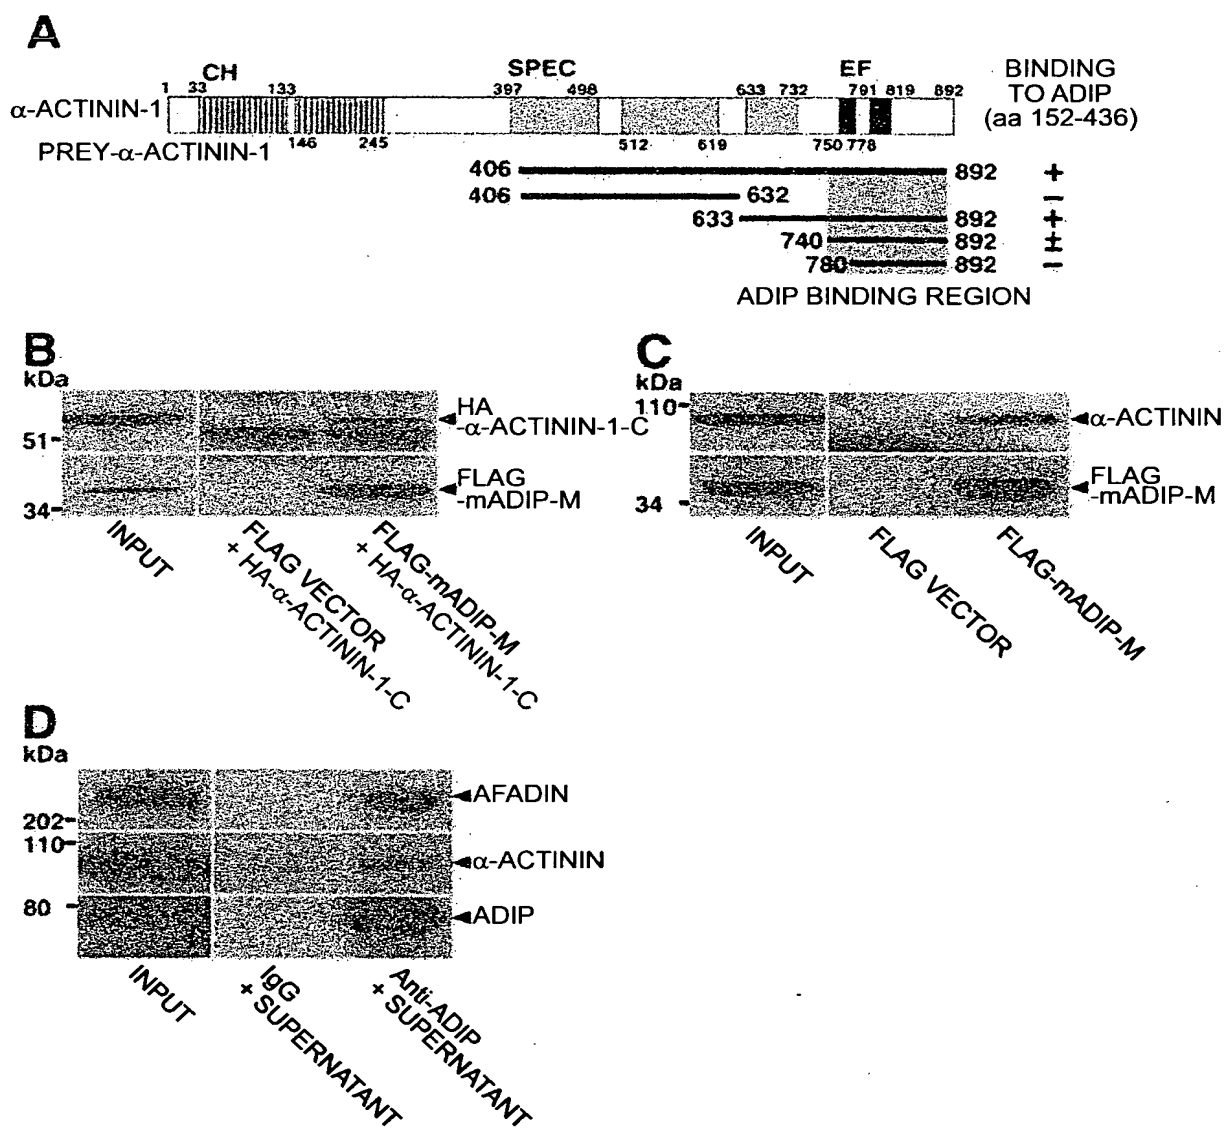 A
CH
SPEC
EF
BINDING
TO ADIP
(aa 152-436)
1 33 133 397 498 633 732 791 819 892
α-ACTININ-1
146 245 512 619 750 778
PREY-α-ACTININ-1
406 892 +
406 632 −
633 892 +
740 892 ±
780 892 −
ADIP BINDING REGION
B
kDa
HA
-α-ACTININ-1-C
51
FLAG
-mADIP-M
34
INPUT
FLAG VECTOR
+ HA-α-ACTININ-1-C
FLAG-mADIP-M
+ HA-α-ACTININ-1-C
C
kDa
110
α-ACTININ
FLAG
-mADIP-M
34
INPUT
FLAG VECTOR
FLAG-mADIP-M
D
kDa
AFADIN
202
110
α-ACTININ
80
ADIP
INPUT
IgG
+ SUPERNATANT
Anti-ADIP
+ SUPERNATANT